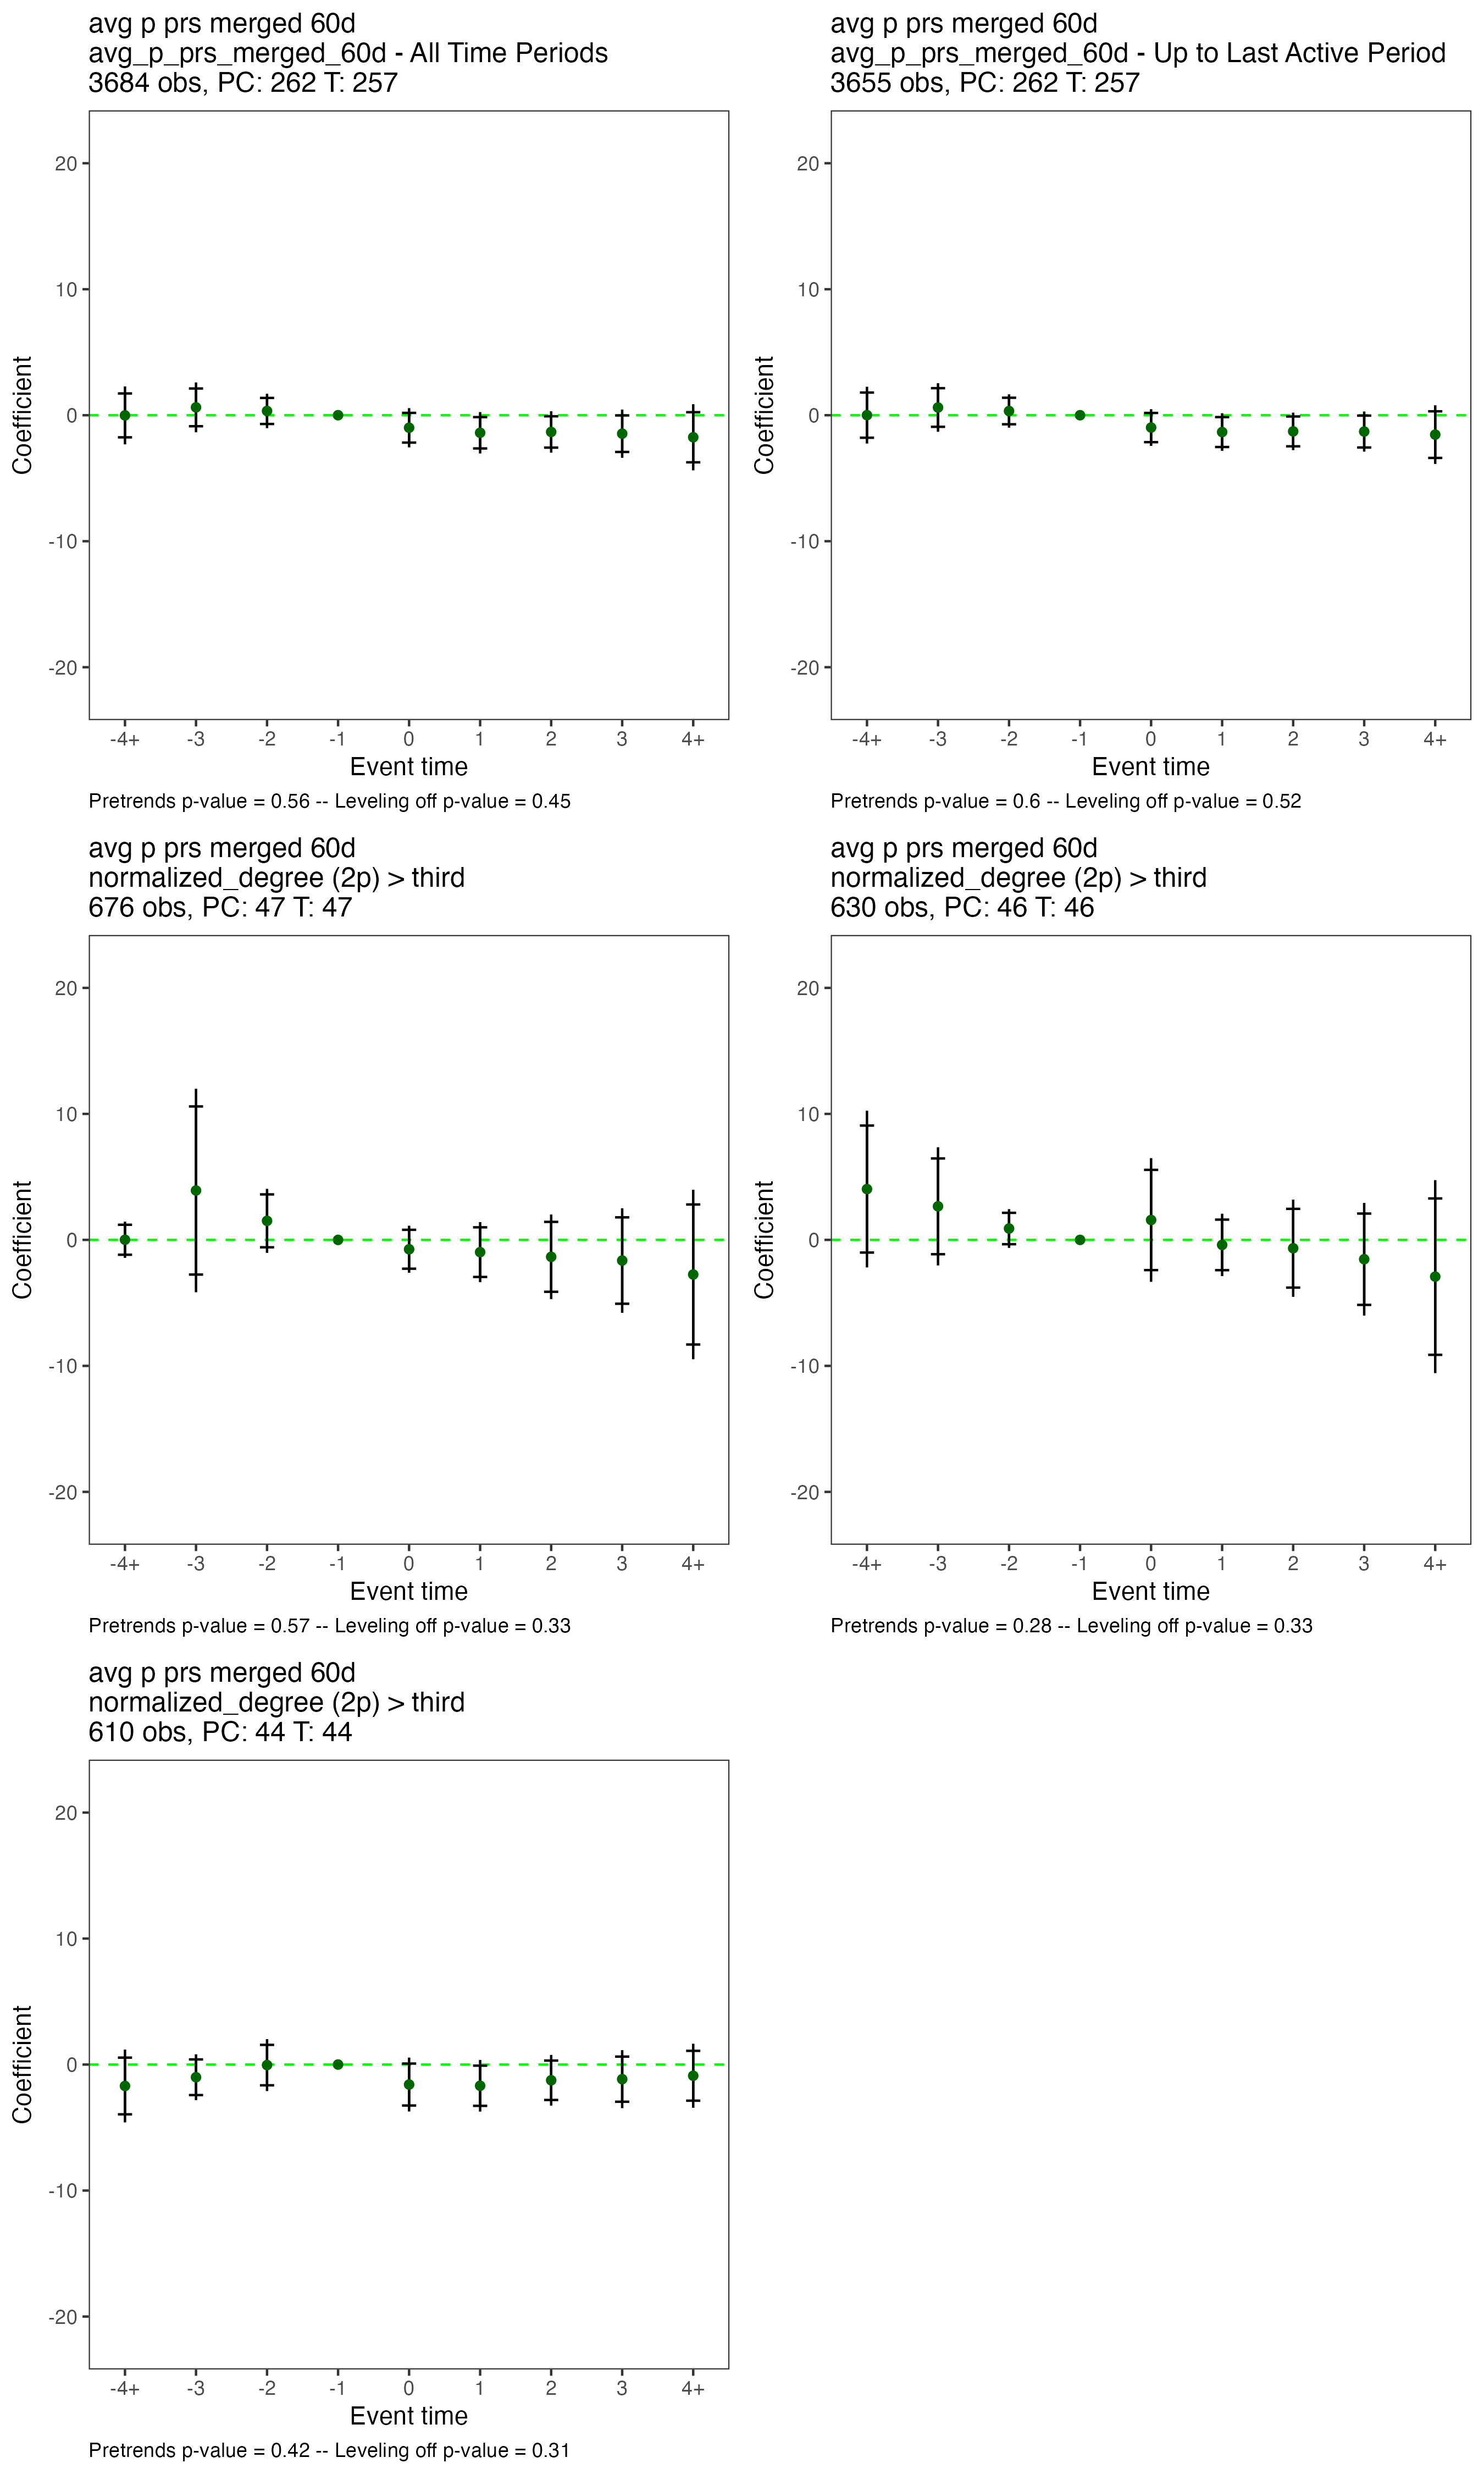 avg p prs merged 60d
avg_p_prs_merged_60d - All Time Periods
3684 obs, PC: 262 T: 257
20
10
0
-10
-20
Coefficient
-4+ -3 -2 -1 0 1 2 3 4+
Event time
Pretrends p-value = 0.56 -- Leveling off p-value = 0.45
avg p prs merged 60d
avg_p_prs_merged_60d - Up to Last Active Period
3655 obs, PC: 262 T: 257
20
10
0
-10
-20
Coefficient
-4+ -3 -2 -1 0 1 2 3 4+
Event time
Pretrends p-value = 0.6 -- Leveling off p-value = 0.52
avg p prs merged 60d
normalized_degree (2p) > third
676 obs, PC: 47 T: 47
20
10
0
-10
-20
Coefficient
-4+ -3 -2 -1 0 1 2 3 4+
Event time
Pretrends p-value = 0.57 -- Leveling off p-value = 0.33
avg p prs merged 60d
normalized_degree (2p) > third
630 obs, PC: 46 T: 46
20
10
0
-10
-20
Coefficient
-4+ -3 -2 -1 0 1 2 3 4+
Event time
Pretrends p-value = 0.28 -- Leveling off p-value = 0.33
avg p prs merged 60d
normalized_degree (2p) > third
610 obs, PC: 44 T: 44
20
10
0
-10
-20
Coefficient
-4+ -3 -2 -1 0 1 2 3 4+
Event time
Pretrends p-value = 0.42 -- Leveling off p-value = 0.31